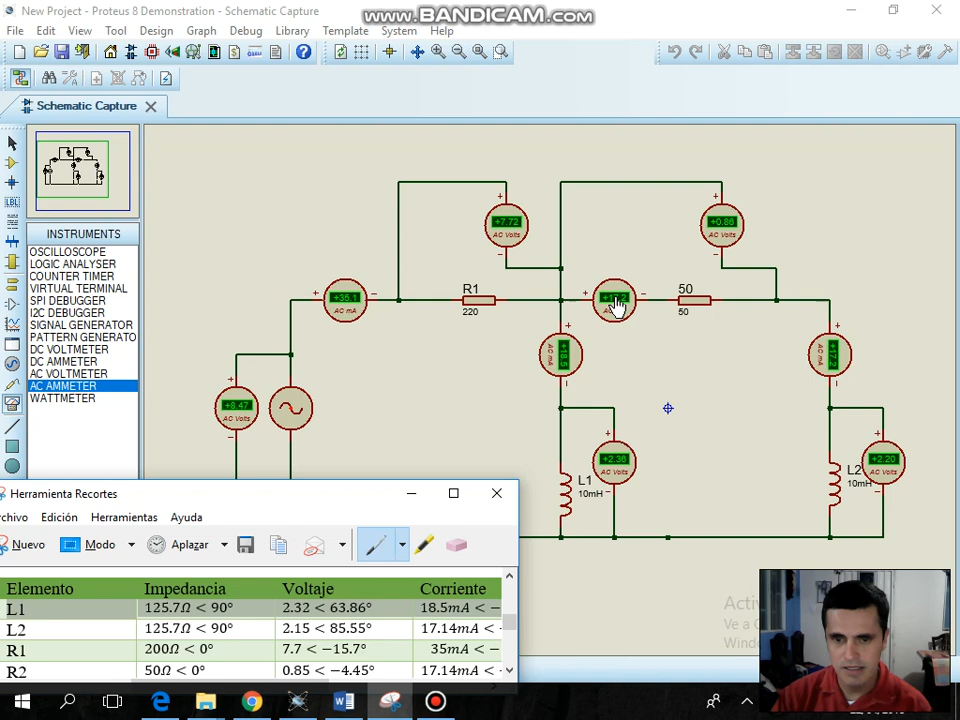 New Project - Proteus 8 Demonstration - Schematic Capture
www.BANDICAM.com
File Edit View Tool Design Graph Debug Library Template System Help
Schematic Capture
LBL
INSTRUMENTS
OSCILLOSCOPE
LOGIC ANALYSER
COUNTER TIMER
VIRTUAL TERMINAL
SPI DEBUGGER
I2C DEBUGGER
SIGNAL GENERATOR
PATTERN GENERATO
DC VOLTMETER
DC AMMETER
AC VOLTMETER
AC AMMETER
WATTMETER
+7.72
AC Volts
+0.88
AC Volts
+35.1
AC mA
R1
220
50
50
+18.5
AC mA
+17.2
AC mA
+8.47
AC Volts
+2.36
AC Volts
L1
10mH
+2.20
AC Volts
L2
10mH
Herramienta Recortes
rchivo Edición Herramientas Ayuda
Nuevo Modo Aplazar
Elemento Impedancia Voltaje Corriente
L1 125.7Ω < 90° 2.32 < 63.86° 18.5mA < −
L2 125.7Ω < 90° 2.15 < 85.55° 17.14mA < −
R1 200Ω < 0° 7.7 < −15.7° 35mA < −
R2 50Ω < 0° 0.85 < −4.45° 17.14mA < −
Activ
Ve a C
Windo